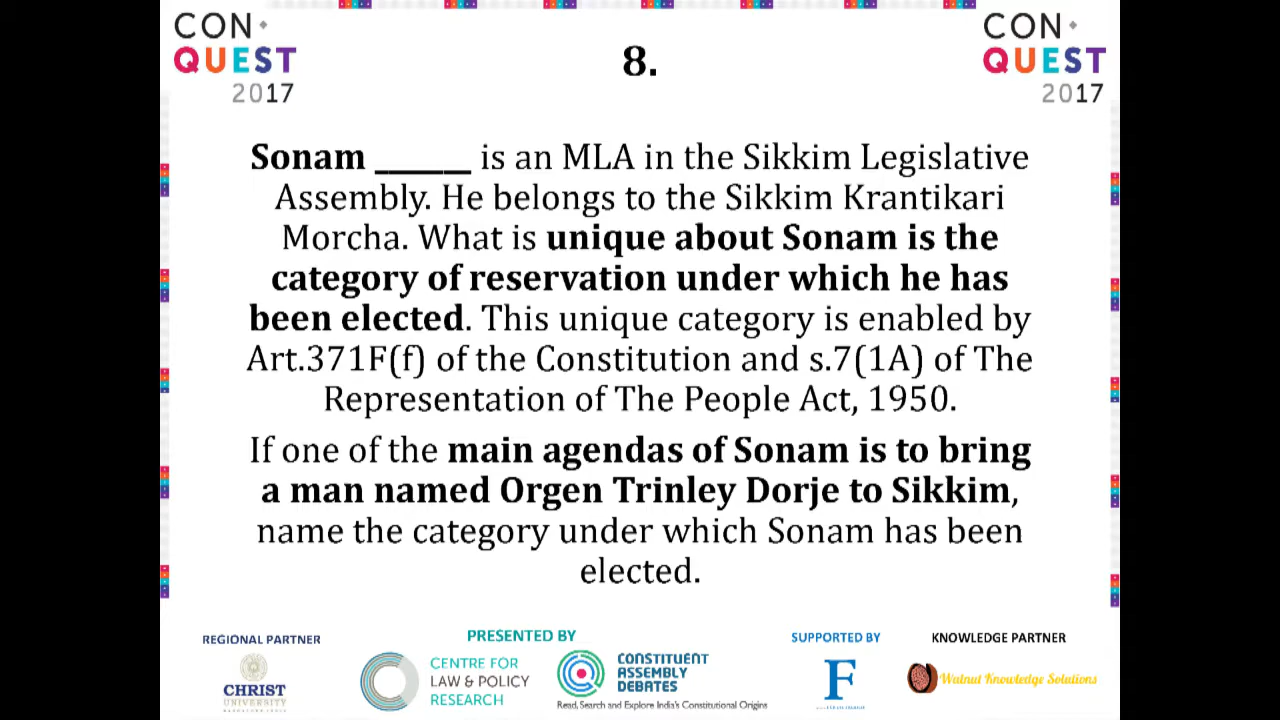 CON
QUEST
2017
8.
CON
QUEST
2017
Sonam ______ is an MLA in the Sikkim Legislative
Assembly. He belongs to the Sikkim Krantikari
Morcha. What is unique about Sonam is the
category of reservation under which he has
been elected. This unique category is enabled by
Art.371F(f) of the Constitution and s.7(1A) of The
Representation of The People Act, 1950.
If one of the main agendas of Sonam is to bring
a man named Orgen Trinley Dorje to Sikkim,
name the category under which Sonam has been
elected.
REGIONAL PARTNER
CHRIST
UNIVERSITY
PRESENTED BY
CENTRE FOR
LAW & POLICY
RESEARCH
CONSTITUENT
ASSEMBLY
DEBATES
Read, Search and Explore India's Constitutional Origins
SUPPORTED BY
F
KNOWLEDGE PARTNER
Walnut Knowledge Solutions